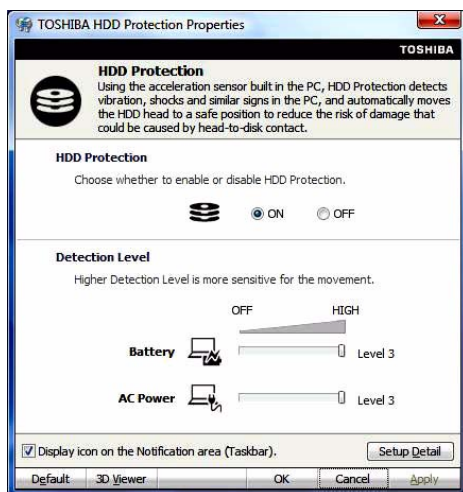 TOSHIBA HDD Protection Properties
TOSHIBA
HDD Protection
Using the acceleration sensor built in the PC, HDD Protection detects
vibration, shocks and similar signs in the PC, and automatically moves
the HDD head to a safe position to reduce the risk of damage that
could be caused by head-to-disk contact.
HDD Protection
Choose whether to enable or disable HDD Protection.
ON OFF
Detection Level
Higher Detection Level is more sensitive for the movement.
OFF HIGH
Battery Level 3
AC Power Level 3
Display icon on the Notification area (Taskbar). Setup Detail
Default 3D Viewer OK Cancel Apply